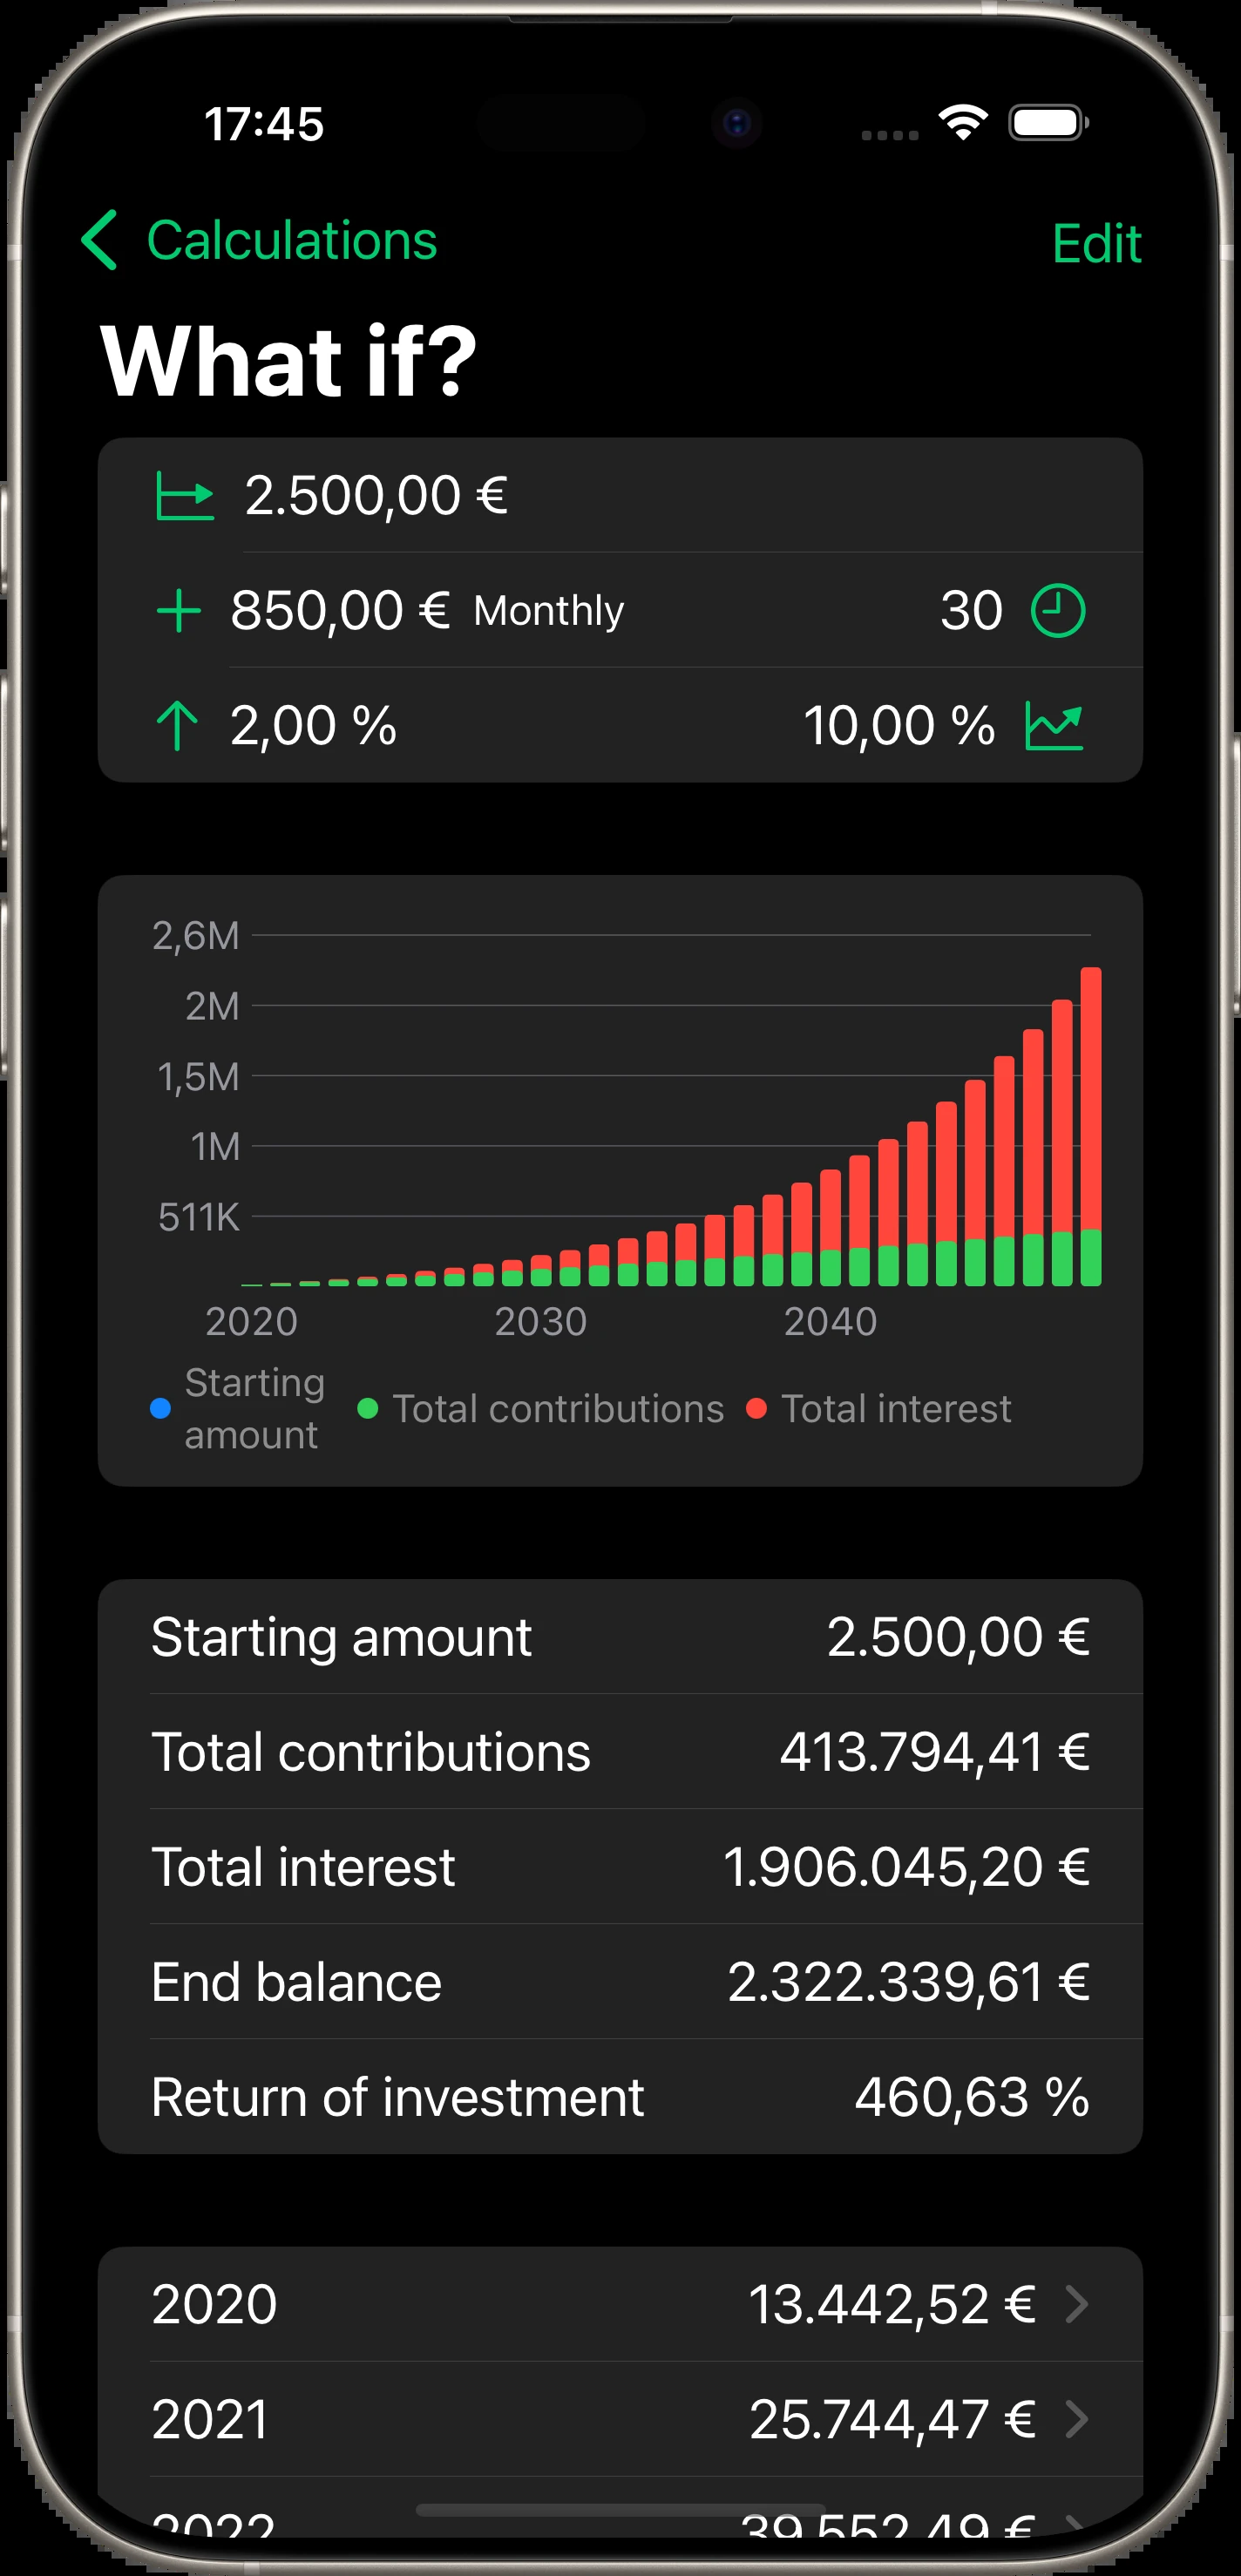 17:45
Calculations Edit
What if?
2.500,00 €
850,00 € Monthly 30
2,00 % 10,00 %
2,6M
2M
1,5M
1M
511K
2020 2030 2040
Starting amount Total contributions Total interest
Starting amount 2.500,00 €
Total contributions 413.794,41 €
Total interest 1.906.045,20 €
End balance 2.322.339,61 €
Return of investment 460,63 %
2020 13.442,52 €
2021 25.744,47 €
2022 39.552,49 €